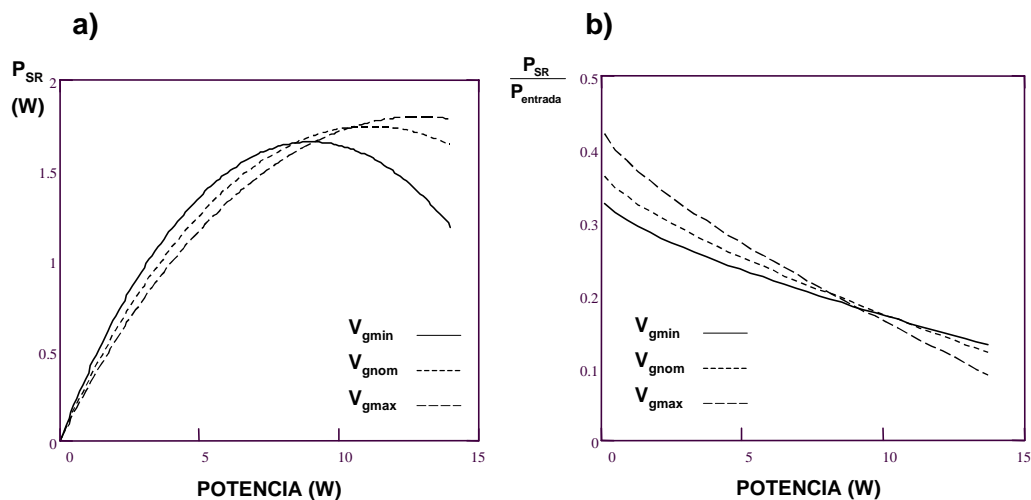 a)
P_SR
(W)
2
1.5
1
0.5
0
0 5 10 15
V_gmin
V_gnom
V_gmax
POTENCIA (W)
b)
P_SR
P_entrada
0.5
0.4
0.3
0.2
0.1
0
0 5 10 15
V_gmin
V_gnom
V_gmax
POTENCIA (W)